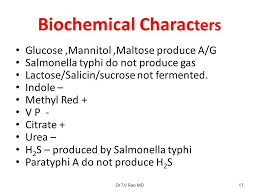 Biochemical Characters
• Glucose ,Mannitol ,Maltose produce A/G
• Salmonella typhi do not produce gas
• Lactose/Salicin/sucrose not fermented.
• Indole –
• Methyl Red +
• V P -
• Citrate +
• Urea –
• H₂S – produced by Salmonella typhi
• Paratyphi A do not produce H₂S
Dr.T.V.Rao MD
17